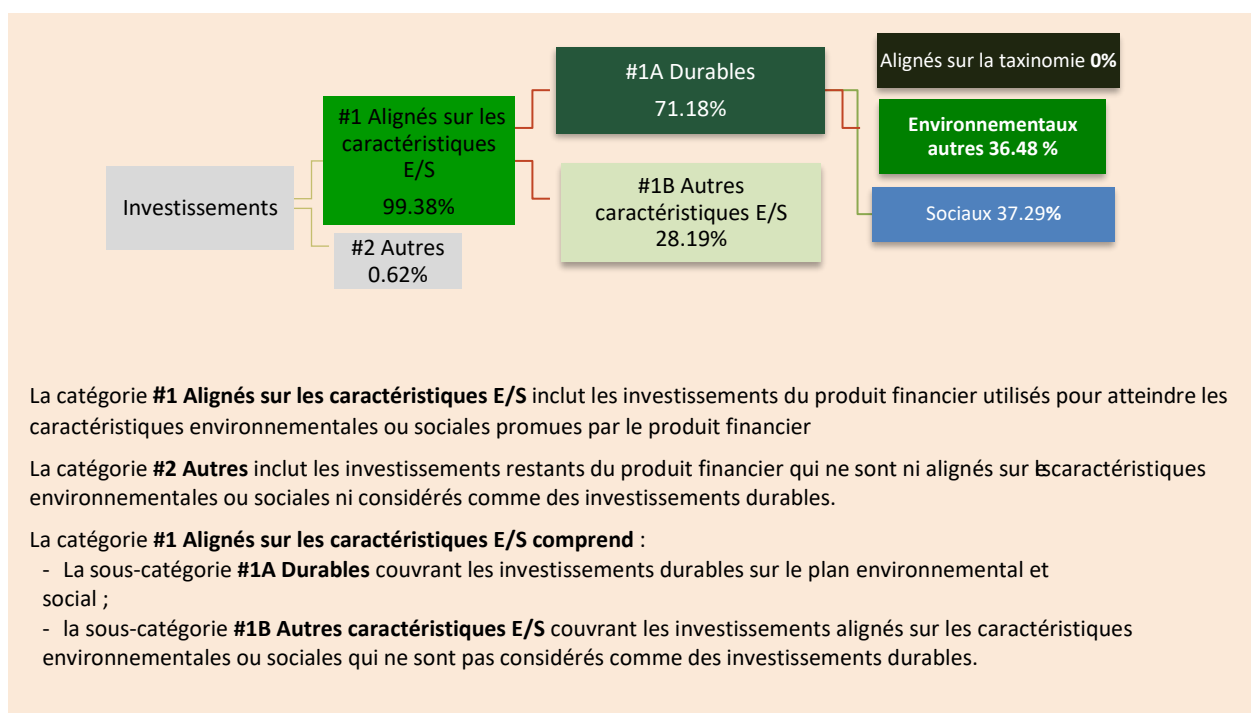 Investissements
#1 Alignés sur les
caractéristiques
E/S
99.38%
#2 Autres
0.62%
#1A Durables
71.18%
#1B Autres
caractéristiques E/S
28.19%
Alignés sur la taxinomie 0%
Environnementaux
autres 36.48 %
Sociaux 37.29%
La catégorie #1 Alignés sur les caractéristiques E/S inclut les investissements du produit financier utilisés pour atteindre les
caractéristiques environnementales ou sociales promues par le produit financier
La catégorie #2 Autres inclut les investissements restants du produit financier qui ne sont ni alignés sur les caractéristiques
environnementales ou sociales ni considérés comme des investissements durables.
La catégorie #1 Alignés sur les caractéristiques E/S comprend :
- La sous-catégorie #1A Durables couvrant les investissements durables sur le plan environnemental et
social ;
- la sous-catégorie #1B Autres caractéristiques E/S couvrant les investissements alignés sur les caractéristiques
environnementales ou sociales qui ne sont pas considérés comme des investissements durables.